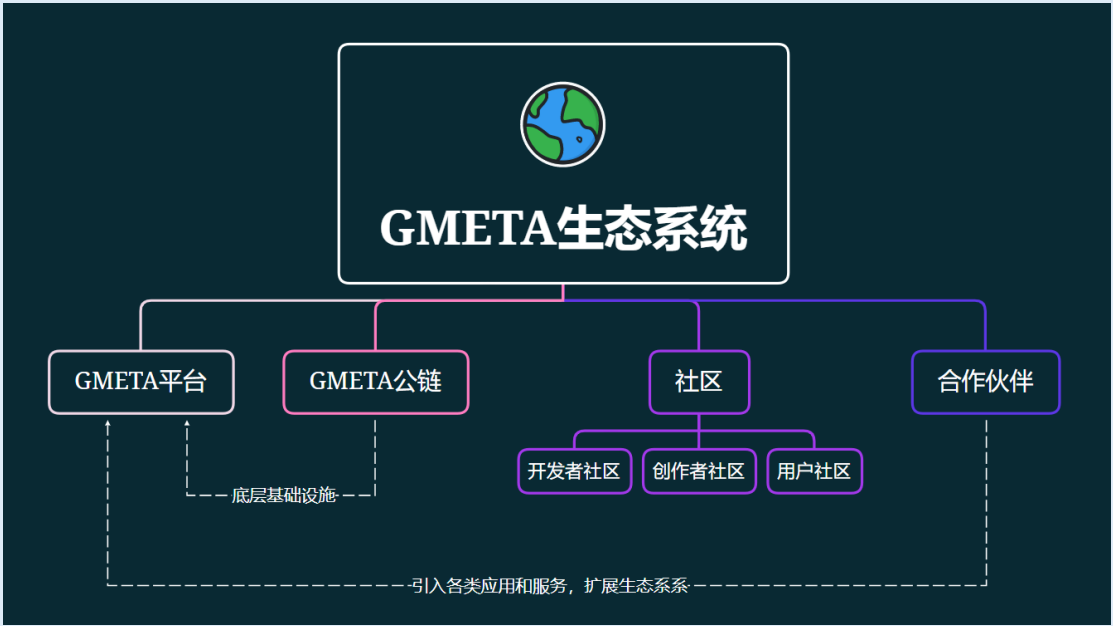 GMETA生态系统
GMETA平台
GMETA公链
社区
合作伙伴
开发者社区
创作者社区
用户社区
底层基础设施
引入各类应用和服务，扩展生态系系